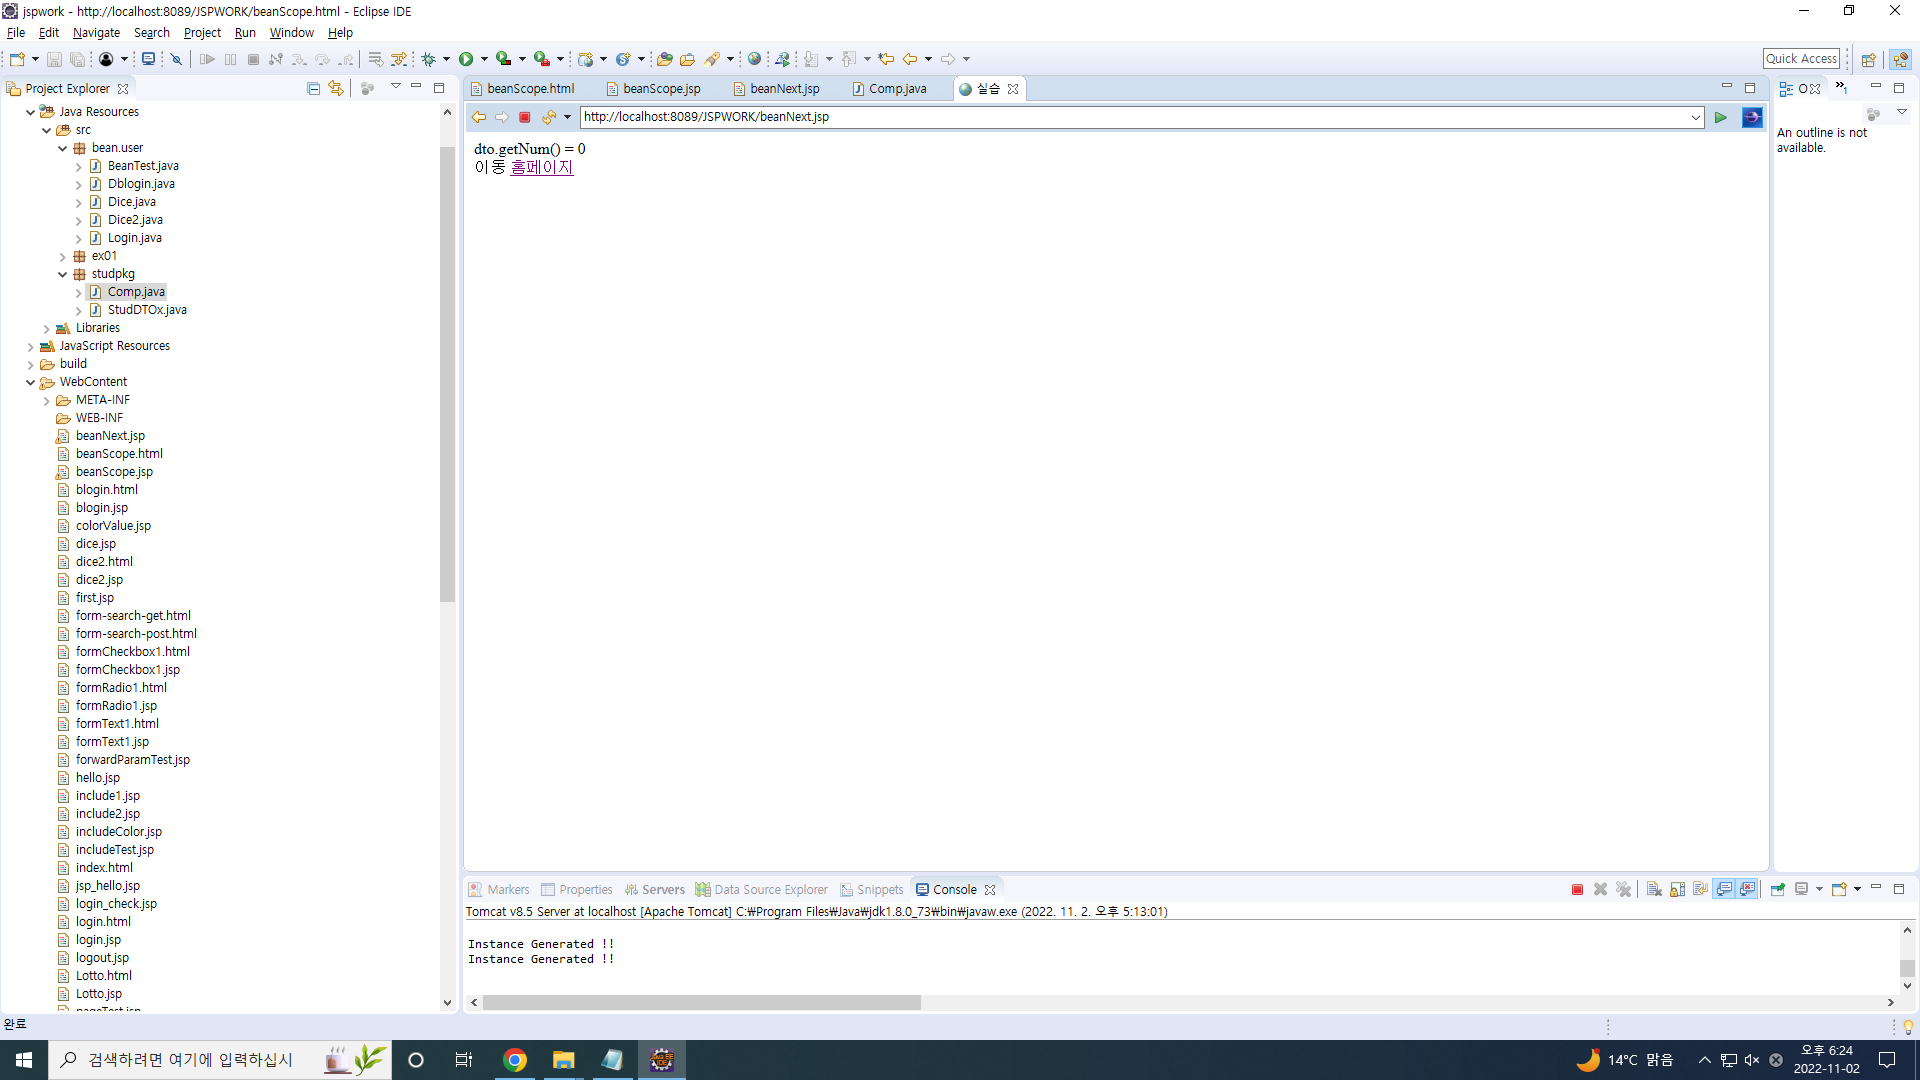 jspwork - http://localhost:8089/JSPWORK/beanScope.html - Eclipse IDE
File Edit Navigate Search Project Run Window Help
Quick Access
Project Explorer
Java Resources
src
bean.user
BeanTest.java
Dblogin.java
Dice.java
Dice2.java
Login.java
ex01
studpkg
Comp.java
StudDTOx.java
Libraries
JavaScript Resources
build
WebContent
META-INF
WEB-INF
beanNext.jsp
beanScope.html
beanScope.jsp
blogin.html
blogin.jsp
colorValue.jsp
dice.jsp
dice2.html
dice2.jsp
first.jsp
form-search-get.html
form-search-post.html
formCheckbox1.html
formCheckbox1.jsp
formRadio1.html
formRadio1.jsp
formText1.html
formText1.jsp
forwardParamTest.jsp
hello.jsp
include1.jsp
include2.jsp
includeColor.jsp
includeTest.jsp
index.html
jsp_hello.jsp
login_check.jsp
login.html
login.jsp
logout.jsp
Lotto.html
Lotto.jsp
pageTest.jsp
beanScope.html beanScope.jsp beanNext.jsp Comp.java 실습
http://localhost:8089/JSPWORK/beanNext.jsp
dto.getNum() = 0
이동 홈페이지
O
1
An outline is not
available.
Markers Properties Servers Data Source Explorer Snippets Console
Tomcat v8.5 Server at localhost [Apache Tomcat] C:₩Program Files₩Java₩jdk1.8.0_73₩bin₩javaw.exe (2022. 11. 2. 오후 5:13:01)
Instance Generated !!
Instance Generated !!
완료
검색하려면 여기에 입력하십시
14°C 맑음
오후 6:24
2022-11-02